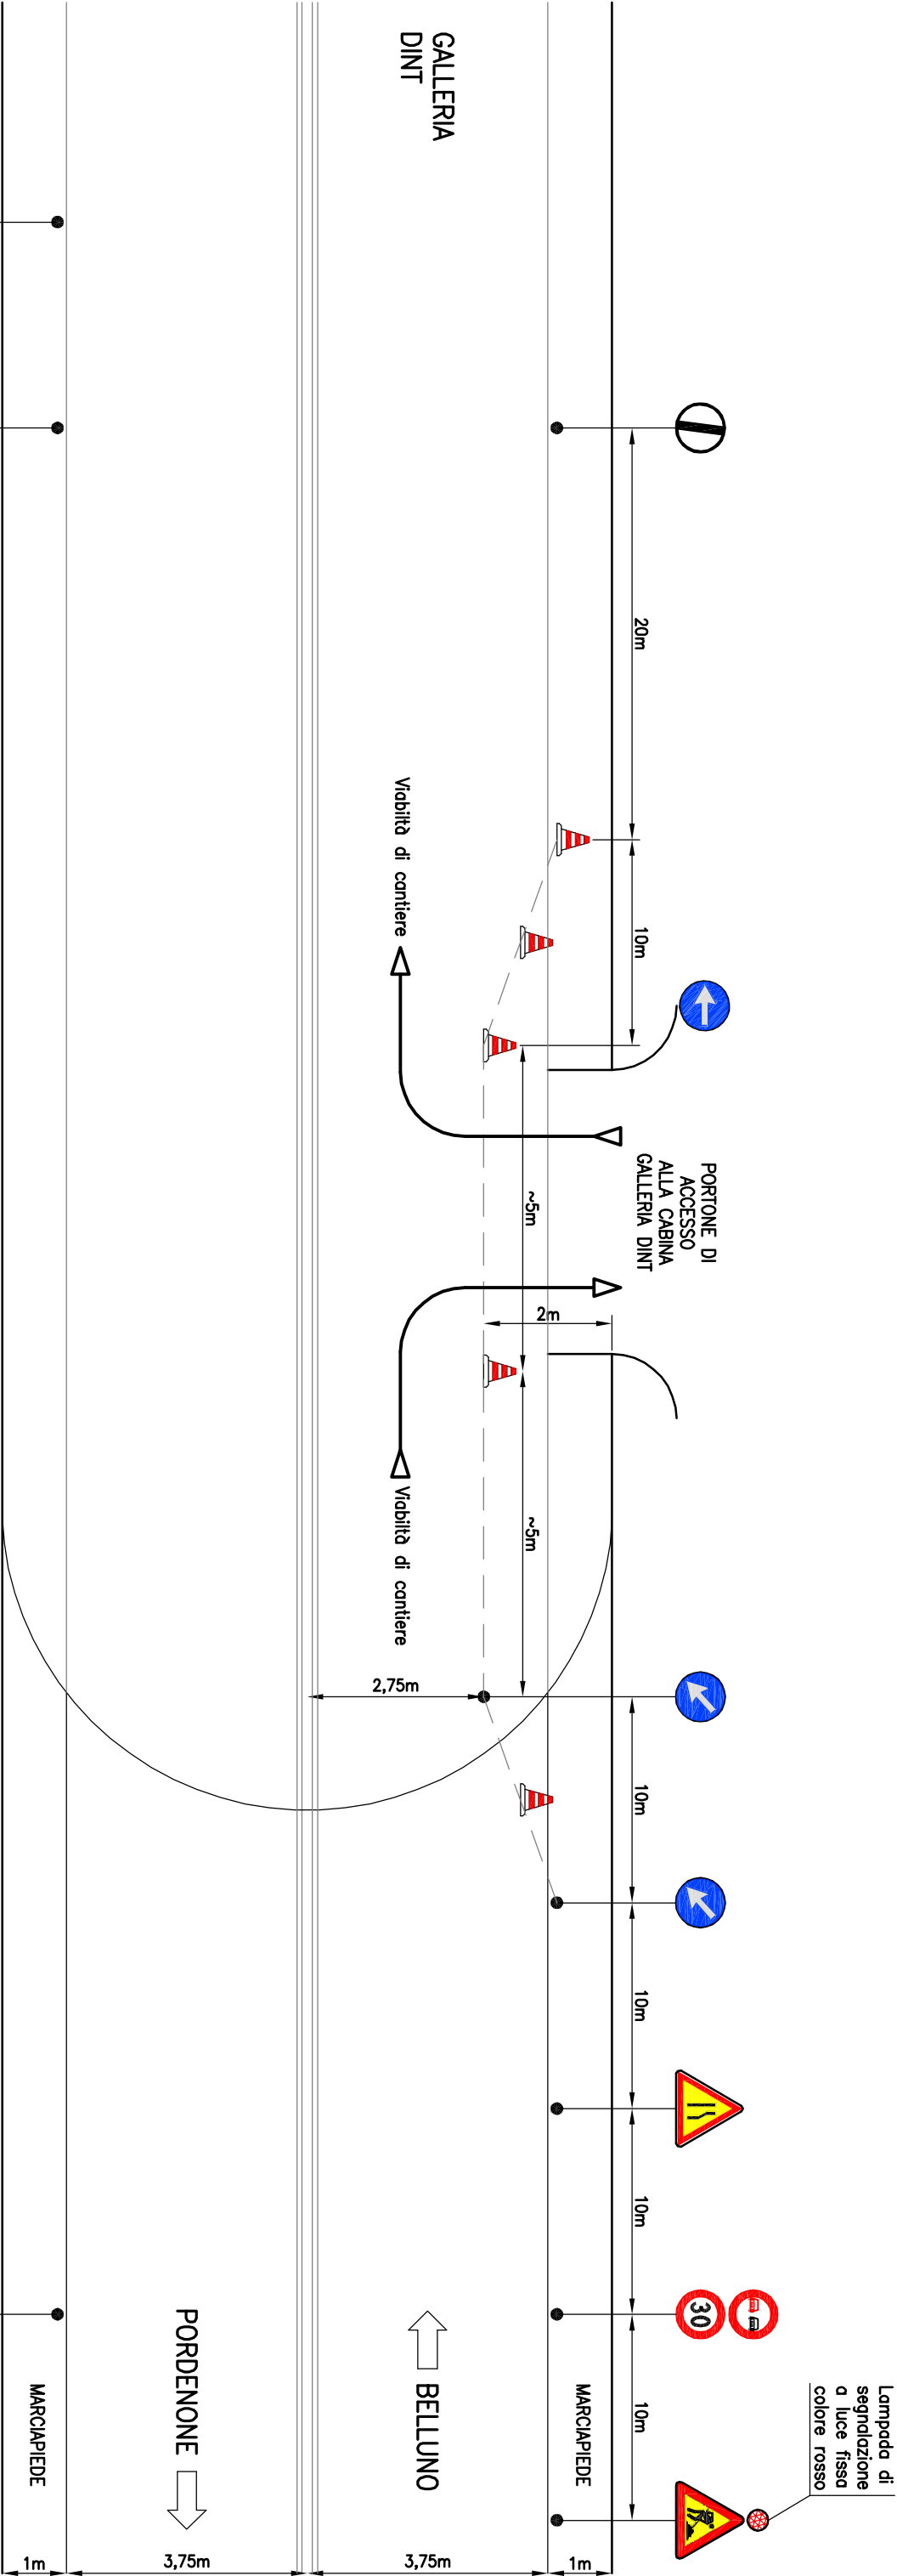 Lampada di
segnalazione
a luce fissa
colore rosso
30
20m
10m
10m
10m
10m
10m
PORTONE DI
ACCESSO
ALLA CABINA
GALLERIA DINT
~5m
~5m
2m
2,75m
GALLERIA
DINT
Viabiltà di cantiere
Viabiltà di cantiere
MARCIAPIEDE
BELLUNO
PORDENONE
MARCIAPIEDE
1m
3,75m
3,75m
1m